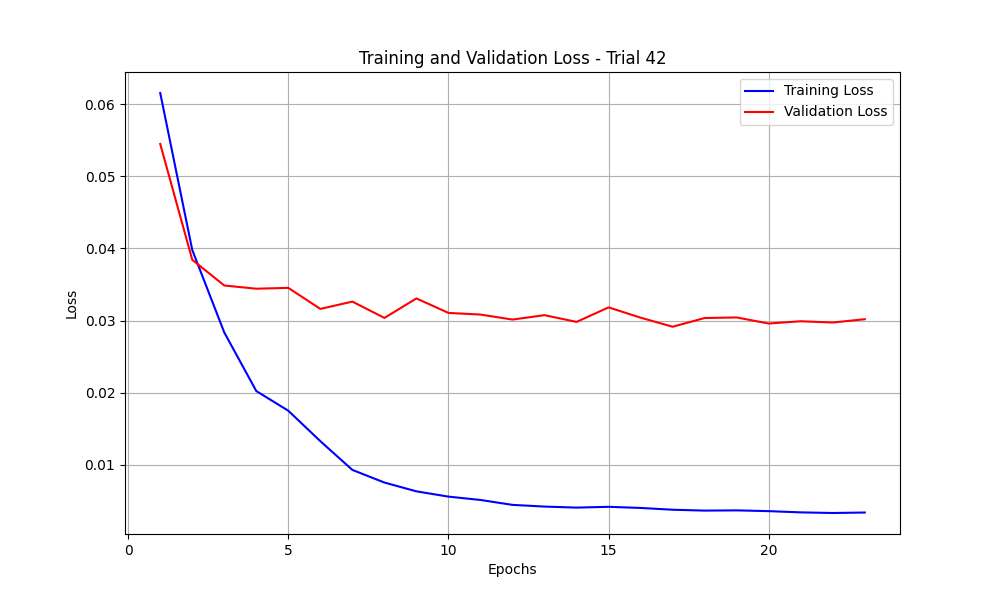 Training and Validation Loss - Trial 42
Training Loss
Validation Loss
0.06
0.05
0.04
0.03
0.02
0.01
Loss
0
5
10
15
20
Epochs